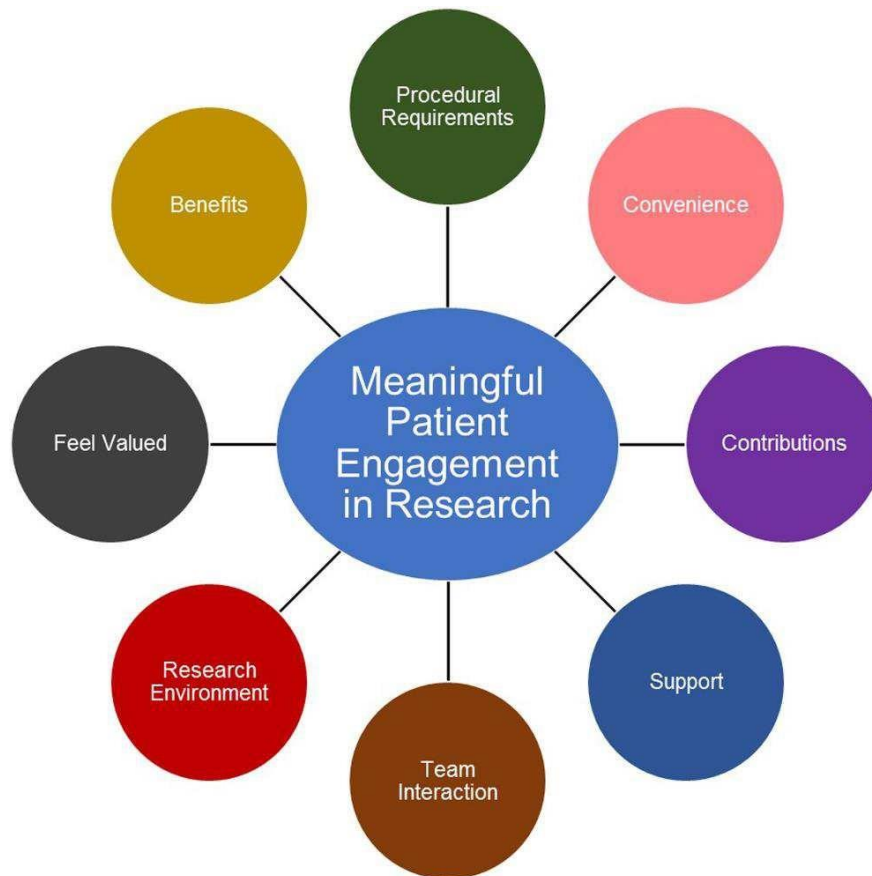 Procedural
Requirements
Benefits
Convenience
Meaningful
Patient
Engagement
in Research
Feel Valued
Contributions
Research
Environment
Support
Team
Interaction